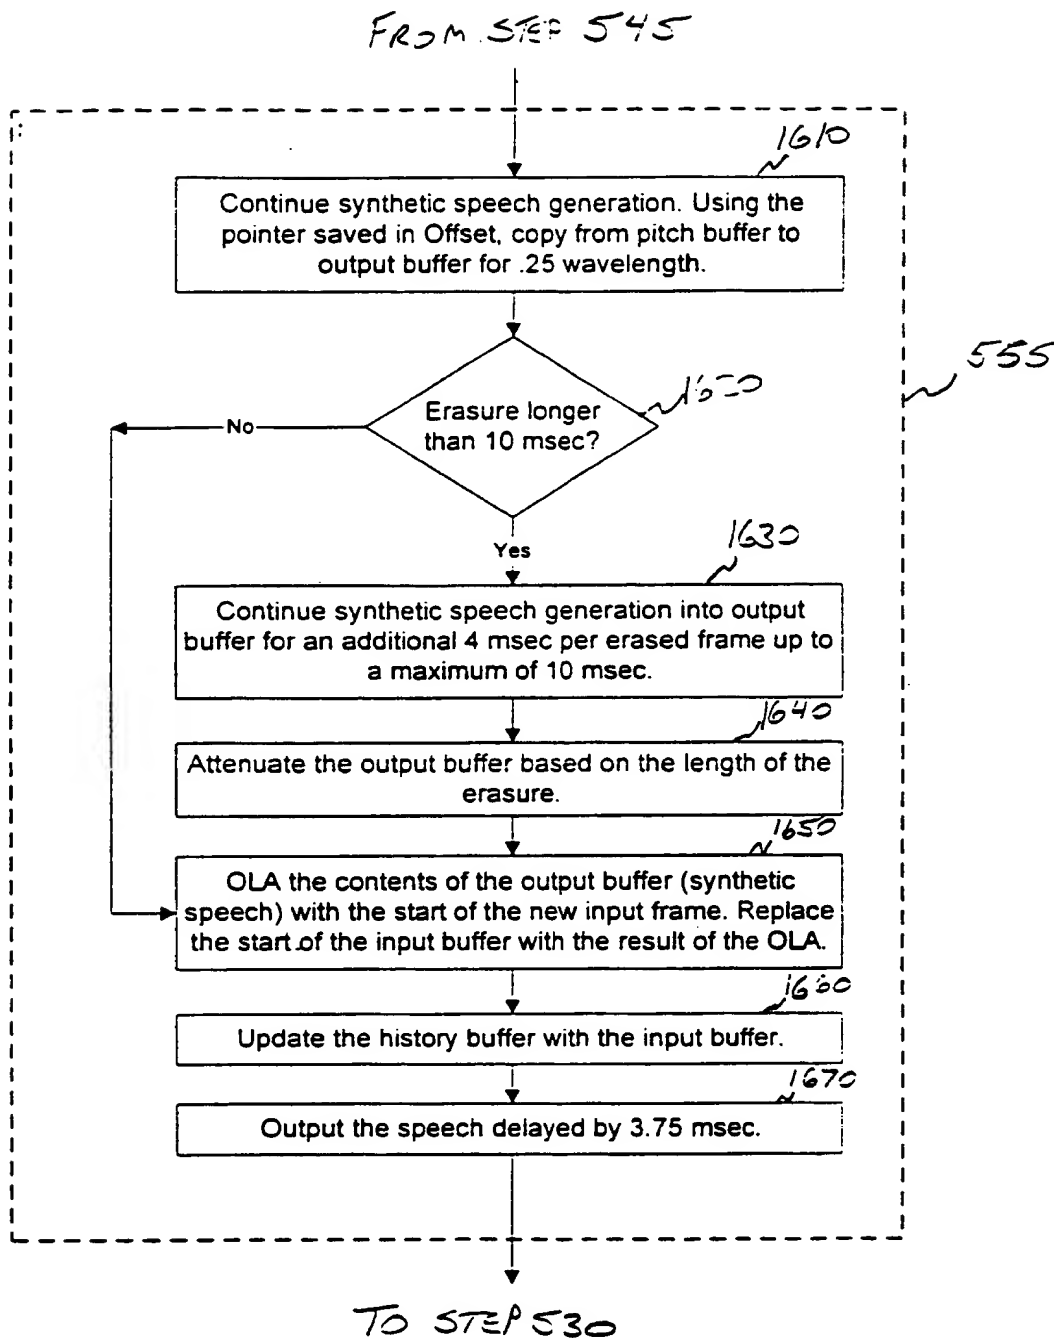 FROM STEP 545
1610
Continue synthetic speech generation. Using the
pointer saved in Offset, copy from pitch buffer to
output buffer for .25 wavelength.
555
1620
Erasure longer
than 10 msec?
No
Yes
1630
Continue synthetic speech generation into output
buffer for an additional 4 msec per erased frame up to
a maximum of 10 msec.
1640
Attenuate the output buffer based on the length of the
erasure.
1650
OLA the contents of the output buffer (synthetic
speech) with the start of the new input frame. Replace
the start of the input buffer with the result of the OLA.
1660
Update the history buffer with the input buffer.
1670
Output the speech delayed by 3.75 msec.
TO STEP 530